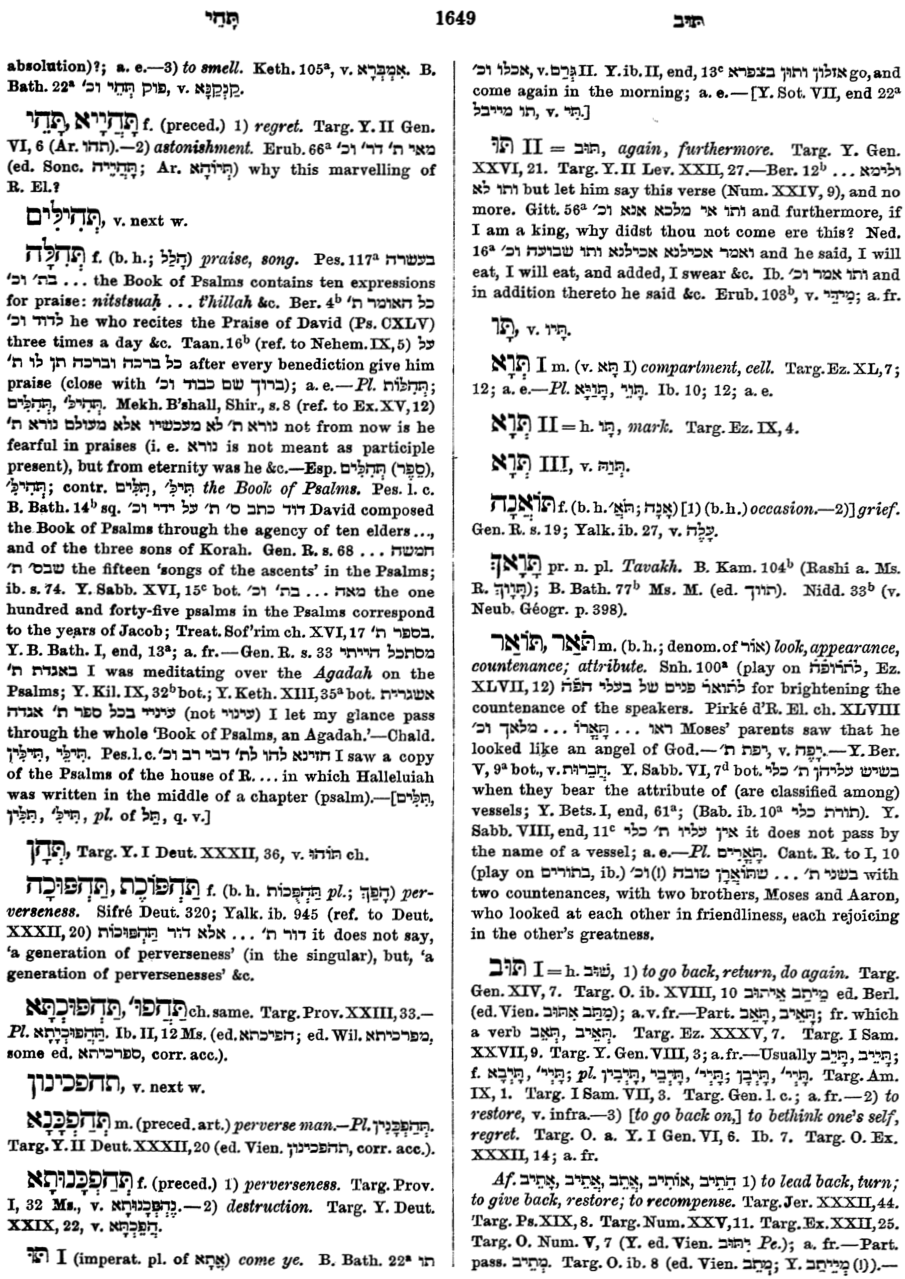 תָּהֵי
1649
תּוּב
absolution)?; a. e.—3) to smell. Keth. 105ᵃ, v. אַמְבְּרָא. B.
Bath. 22ᵃ פוק תְּהֵי וכ׳, v. קַנְקַנָּא.
תָּהֲיָיא, תָּהֵי f. (preced.) 1) regret. Targ. Y. II Gen.
VI, 6 (Ar. תהו).—2) astonishment. Erub. 66ᵃ מאי ת׳ דר׳ וכ׳
(ed. Sonc. תָּהֲיָיה; Ar. תְּיוֹהָא) why this marvelling of
R. El.?
תְּהִילִּים, v. next w.
תְּהִלָּה f. (b. h.; הָלַל) praise, song. Pes. 117ᵃ בעשרה
בת׳ וכ׳ ... the Book of Psalms contains ten expressions
for praise: nitstsuaḥ ... t'hillah &c. Ber. 4ᵇ כל האומר ת׳
לדוד וכ׳ he who recites the Praise of David (Ps. CXLV)
three times a day &c. Taan. 16ᵇ (ref. to Nehem. IX, 5) על
כל ברכה וברכה תן לו ת׳ after every benediction give him
praise (close with ברוך שם כבוד וכ׳); a. e.—Pl. תְּהִלּוֹת;
תְּהִילּ׳, תְּהִלִּים. Mekh. B'shall, Shir., s. 8 (ref. to Ex. XV, 12)
נורא ת׳ לא מעכשיו אלא מעולם נורא ת׳ not from now is he
fearful in praises (i. e. נורא is not meant as participle
present), but from eternity was he &c.—Esp. תְּהִלִּים (סֵפֶר),
תְּהִילּ׳; contr. תִּילּ׳, תִּלִּים the Book of Psalms. Pes. l. c.
B. Bath. 14ᵇ sq. דוד כתב ס׳ ת׳ על ידי וכ׳ David composed
the Book of Psalms through the agency of ten elders ...,
and of the three sons of Korah. Gen. R. s. 68 חמשה ...
שבס׳ ת׳ the fifteen 'songs of the ascents' in the Psalms;
ib. s. 74. Y. Sabb. XVI, 15ᶜ bot. מאה ... בת׳ וכ׳ the one
hundred and forty-five psalms in the Psalms correspond
to the years of Jacob; Treat. Sof'rim ch. XVI, 17 בספר ת׳.
Y. B. Bath. I, end, 13ᵃ; a. fr.—Gen. R. s. 33 מסתכל הייתי
באגדת ת׳ I was meditating over the Agadah on the
Psalms; Y. Kil. IX, 32ᵇ bot.; Y. Keth. XIII, 35ᵃ bot. אשגרית
עיניי בכל ספר ת׳ אגדה (not עינוי) I let my glance pass
through the whole 'Book of Psalms, an Agadah.'—Chald.
תִּילֵּי, תִּילִּין. Pes. l. c. חזינא להו לת׳ דבי רב וכ׳ I saw a copy
of the Psalms of the house of R. ... in which Halleluiah
was written in the middle of a chapter (psalm).—[תִּלִּים,
תִּלִּין, תִּילּ׳, pl. of תֵּל, q. v.]
תְּהָן, Targ. Y. I Deut. XXXII, 36, v. תּוֹהוּ ch.
תַּהְפּוֹכֶת, תַּהְפּוּכָה f. (b. h. תַּהְפֻּכוֹת pl.; הָפַךְ) per-
verseness. Sifré Deut. 320; Yalk. ib. 945 (ref. to Deut.
XXXII, 20) דור ת׳ ... אלא דור תהפוכות it does not say,
'a generation of perverseness' (in the singular), but, 'a
generation of pervesenesses' &c.
תַּהְפּוּכְתָּא, תַּהֲפוּ׳ ch. same. Targ. Prov. XXIII, 33.—
Pl. תַּהְפּוּכְיָתָא. Ib. II, 12 Ms. (ed. הפיכתא; ed. Wil. מפרכיתא,
some ed. ספרכיתא, corr. acc.).
תהפכינון, v. next w.
תַּהְפְּכָנָא m. (preced. art.) perverse man.—Pl. תַּהְפְּכָנִין.
Targ. Y. II Deut. XXXII, 20 (ed. Vien. תהפכינון, corr. acc.).
תַּהְפְּכָנוּתָא f. (preced.) 1) perverseness. Targ. Prov.
I, 32 Ms., v. נֶהְפְּכָנוּתָא.—2) destruction. Targ. Y. Deut.
XXIX, 22, v. הֲפֵכְתָּא.
תּוּ I (imperat. pl. of אֲתָא) come ye. B. Bath. 22ᵃ תו
אכלו וכ׳, v. גְּרַם II. Y. ib. II, end, 13ᶜ אזלון ותון בצפרא go, and
come again in the morning; a. e.—[Y. Sot. VII, end 22ᵃ
תו מייבל, v. תֵּי.]
תּוּ II = תּוּב, again, furthermore. Targ. Y. Gen.
XXVI, 21. Targ. Y. II Lev. XXII, 27.—Ber. 12ᵇ ולימא ...
ותו לא but let him say this verse (Num. XXIV, 9), and no
more. Gitt. 56ᵃ ותו אי מלכא אנא וכ׳ and furthermore, if
I am a king, why didst thou not come ere this? Ned.
16ᵃ ואמר אכילנא אכילנא ותו שבועה וכ׳ and he said, I will
eat, I will eat, and added, I swear &c. Ib. ותו אמר וכ׳ and
in addition thereto he said &c. Erub. 103ᵇ, v. מִידֵּי; a. fr.
תָּו, v. תָּיו.
תְּוָא I m. (v. תָּא I) compartment, cell. Targ. Ez. XL, 7;
12; a. e.—Pl. תְּוַיָּא, תָּוֵי. Ib. 10; 12; a. e.
תְּוָא II = h. תָּו, mark. Targ. Ez. IX, 4.
תְּוָא III, v. תְּוַהּ.
תּוֹאֲנָה f. (b. h. תֹּאֲ׳; אָנָה) [1) (b. h.) occasion.—2)] grief.
Gen. R. s. 19; Yalk. ib. 27, v. עָלָה.
תָּוָאךְ pr. n. pl. Tavakh. B. Kam. 104ᵇ (Rashi a. Ms.
R. תָּוָוךְ); B. Bath. 77ᵇ Ms. M. (ed. תווך). Nidd. 33ᵇ (v.
Neub. Géogr. p. 398).
תֹּאַר, תּוֹאַר m. (b. h.; denom. of אוֹר) look, appearance,
countenance; attribute. Snh. 100ᵃ (play on לתרופה, Ez.
XLVII, 12) לתואר פנים של בעלי הפה for brightening the
countenance of the speakers. Pirké d'R. El. ch. XLVIII
ראו ... תָּאֳרוֹ ... מלאך וכ׳ Moses' parents saw that he
looked like an angel of God.—יפת ת׳, v. יָפֶה.—Y. Ber.
V, 9ᵃ bot., v. חֲבֵרוּת. Y. Sabb. VI, 7ᵈ bot. בשיש עליהן ת׳ כלי
when they bear the attribute of (are classified among)
vessels; Y. Bets. I, end, 61ᵃ; (Bab. ib. 10ᵃ תורת כלי). Y.
Sabb. VIII, end, 11ᶜ אין עליו ת׳ כלי it does not pass by
the name of a vessel; a. e.—Pl. תְּאָרִים. Cant. R. to I, 10
(play on בתורים, ib.) בשני ת׳ ... שתוארן טובה (!) וכ׳ with
two countenances, with two brothers, Moses and Aaron,
who looked at each other in friendliness, each rejoicing
in the other's greatness.
תּוּב I = h. שׁוּב, 1) to go back, return, do again. Targ.
Gen. XIV, 7. Targ. O. ib. XVIII, 10 מֵיתַב אֵיתוּב ed. Berl.
(ed. Vien. מֵתַב אֵתוּב); a. v. fr.—Part. תָּאֵיב, תָּאֵב; fr. which
a verb תְּאֵיב, תְּאֵב. Targ. Ez. XXXV, 7. Targ. I Sam.
XXVII, 9. Targ. Y. Gen. VIII, 3; a. fr.—Usually תָּיֵיב, תָּיֵב;
f. תָּיְי׳, תָּיְבָא; pl. תָּיְי׳, תָּיְבִין; תָּיְי׳, תָּיְבָן. Targ. Am.
IX, 1. Targ. I Sam. VII, 3. Targ. Gen. l. c.; a. fr.—2) to
restore, v. infra.—3) [to go back on,] to bethink one's self,
regret. Targ. O. a. Y. I Gen. VI, 6. Ib. 7. Targ. O. Ex.
XXXII, 14; a. fr.
Af. הֵתִיב, אוֹתִיב, אֲתֵב, אֲתֵיב, אָתֵיב 1) to lead back, turn;
to give back, restore; to recompense. Targ. Jer. XXXII, 44.
Targ. Ps. XIX, 8. Targ. Num. XXV, 11. Targ. Ex. XXII, 25.
Targ. O. Num. V, 7 (Y. ed. Vien. יְתוּב Pe.); a. fr.—Part.
pass. מְתֵיב. Targ. O. ib. 8 (ed. Vien. מְתַב; Y. מְתֵייתַב (!)).—